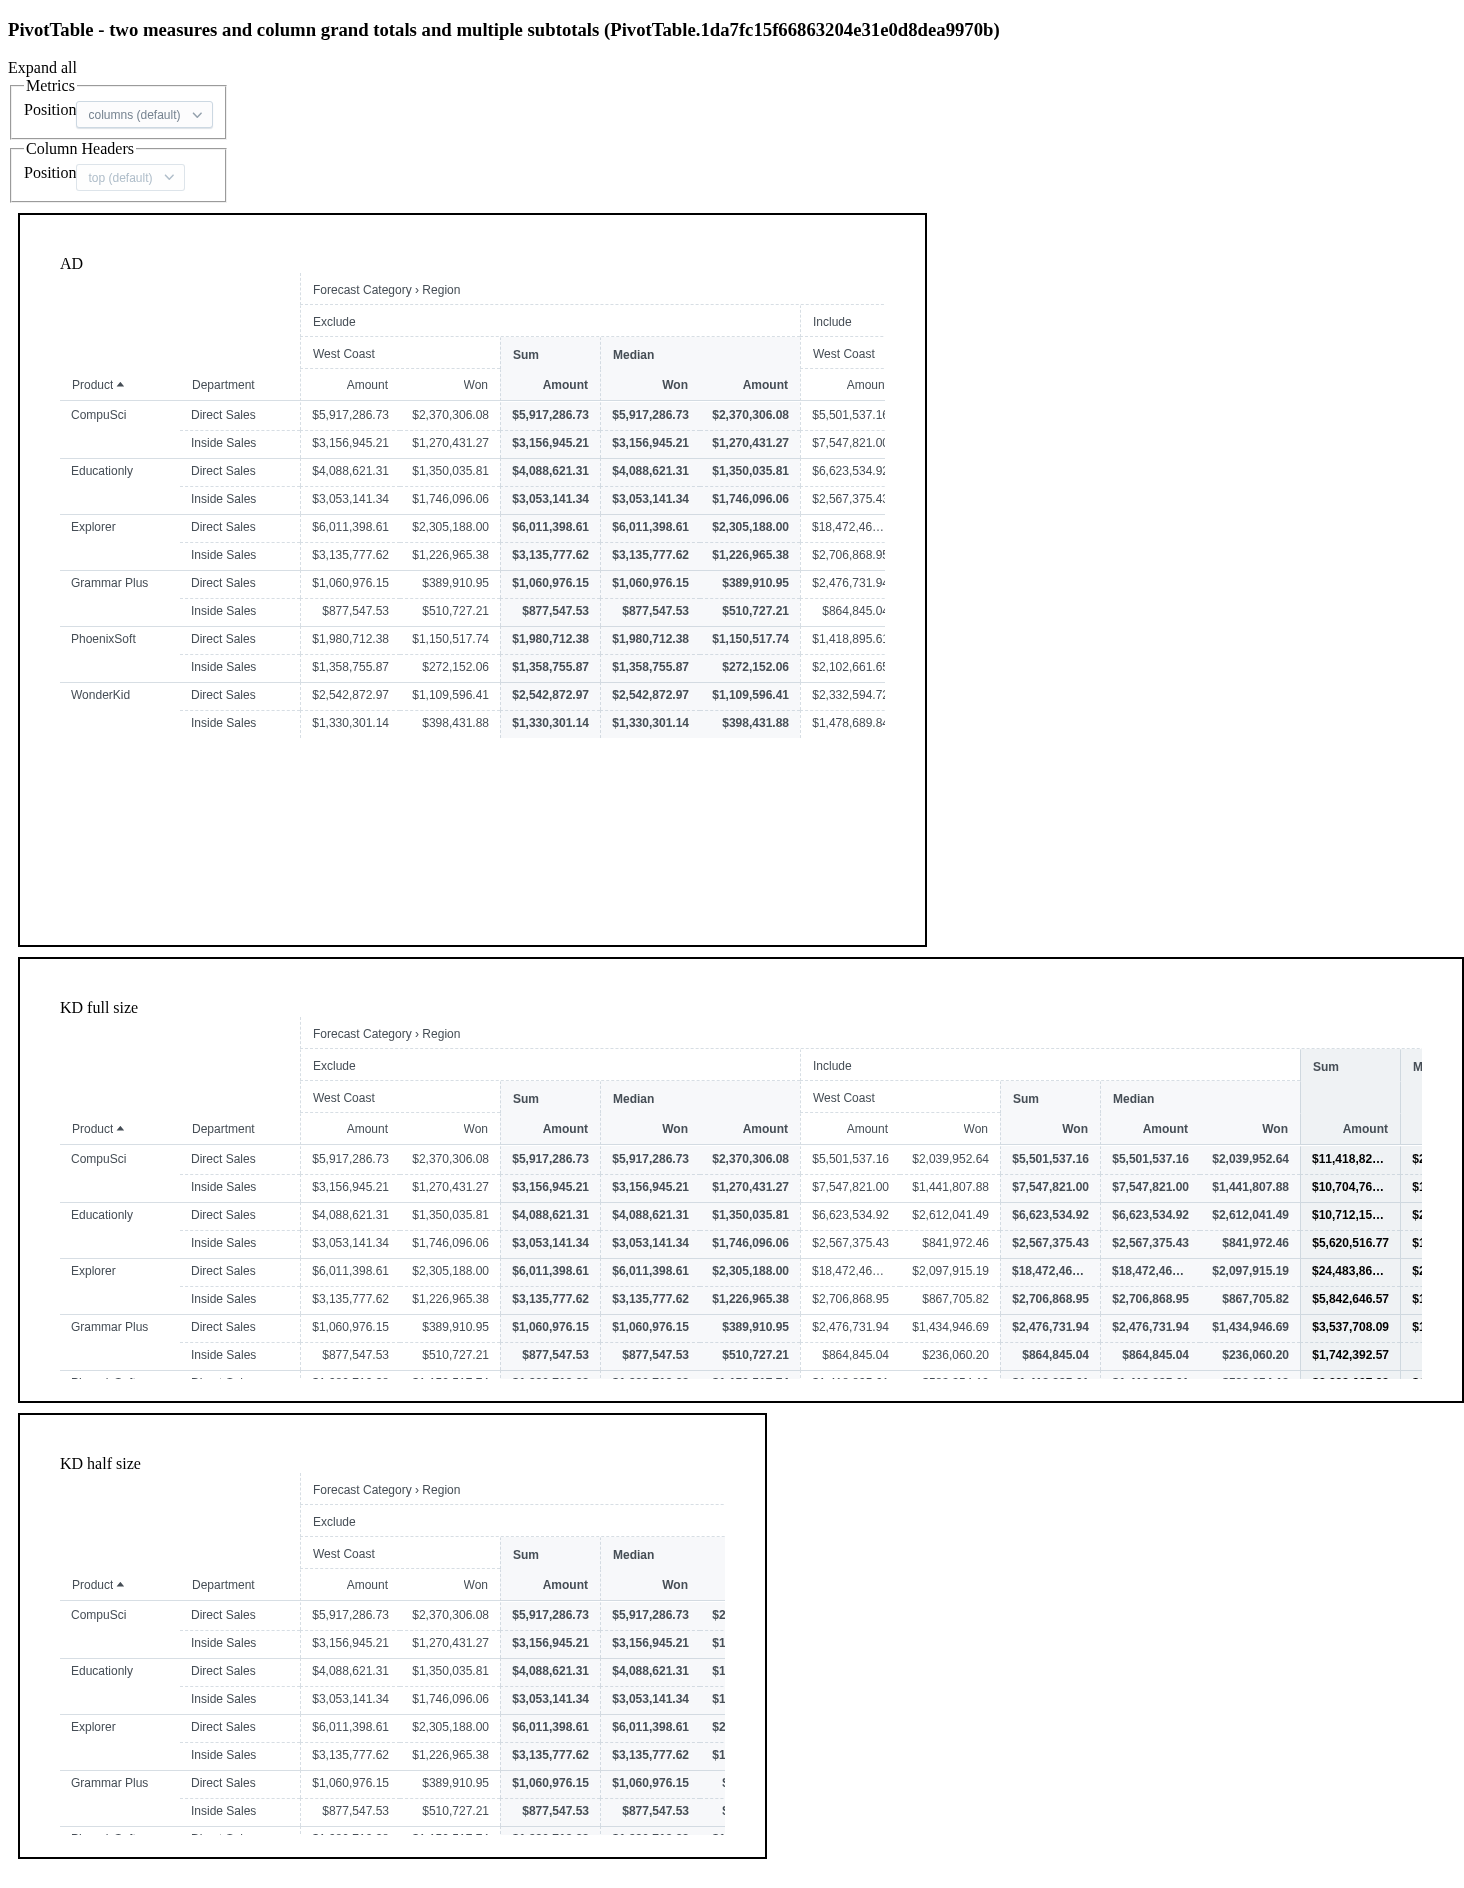 PivotTable - two measures and column grand totals and multiple subtotals (PivotTable.1da7fc15f66863204e31e0d8dea9970b)
Expand all
Metrics
Position columns (default)
Column Headers
Position top (default)
AD
Forecast Category › Region
Exclude Include
West Coast Sum Median West Coast
Product Department Amount Won Amount Won Amount Amoun
CompuSci Direct Sales $5,917,286.73 $2,370,306.08 $5,917,286.73 $5,917,286.73 $2,370,306.08 $5,501,537.16
Inside Sales $3,156,945.21 $1,270,431.27 $3,156,945.21 $3,156,945.21 $1,270,431.27 $7,547,821.00
Educationly Direct Sales $4,088,621.31 $1,350,035.81 $4,088,621.31 $4,088,621.31 $1,350,035.81 $6,623,534.92
Inside Sales $3,053,141.34 $1,746,096.06 $3,053,141.34 $3,053,141.34 $1,746,096.06 $2,567,375.43
Explorer Direct Sales $6,011,398.61 $2,305,188.00 $6,011,398.61 $6,011,398.61 $2,305,188.00 $18,472,46…
Inside Sales $3,135,777.62 $1,226,965.38 $3,135,777.62 $3,135,777.62 $1,226,965.38 $2,706,868.95
Grammar Plus Direct Sales $1,060,976.15 $389,910.95 $1,060,976.15 $1,060,976.15 $389,910.95 $2,476,731.94
Inside Sales $877,547.53 $510,727.21 $877,547.53 $877,547.53 $510,727.21 $864,845.04
PhoenixSoft Direct Sales $1,980,712.38 $1,150,517.74 $1,980,712.38 $1,980,712.38 $1,150,517.74 $1,418,895.61
Inside Sales $1,358,755.87 $272,152.06 $1,358,755.87 $1,358,755.87 $272,152.06 $2,102,661.65
WonderKid Direct Sales $2,542,872.97 $1,109,596.41 $2,542,872.97 $2,542,872.97 $1,109,596.41 $2,332,594.72
Inside Sales $1,330,301.14 $398,431.88 $1,330,301.14 $1,330,301.14 $398,431.88 $1,478,689.84
KD full size
Forecast Category › Region
Exclude Include Sum M
West Coast Sum Median West Coast Sum Median
Product Department Amount Won Amount Won Amount Amount Won Won Amount Won Amount
CompuSci Direct Sales $5,917,286.73 $2,370,306.08 $5,917,286.73 $5,917,286.73 $2,370,306.08 $5,501,537.16 $2,039,952.64 $5,501,537.16 $5,501,537.16 $2,039,952.64 $11,418,82… $2
Inside Sales $3,156,945.21 $1,270,431.27 $3,156,945.21 $3,156,945.21 $1,270,431.27 $7,547,821.00 $1,441,807.88 $7,547,821.00 $7,547,821.00 $1,441,807.88 $10,704,76… $1
Educationly Direct Sales $4,088,621.31 $1,350,035.81 $4,088,621.31 $4,088,621.31 $1,350,035.81 $6,623,534.92 $2,612,041.49 $6,623,534.92 $6,623,534.92 $2,612,041.49 $10,712,15… $2
Inside Sales $3,053,141.34 $1,746,096.06 $3,053,141.34 $3,053,141.34 $1,746,096.06 $2,567,375.43 $841,972.46 $2,567,375.43 $2,567,375.43 $841,972.46 $5,620,516.77 $1
Explorer Direct Sales $6,011,398.61 $2,305,188.00 $6,011,398.61 $6,011,398.61 $2,305,188.00 $18,472,46… $2,097,915.19 $18,472,46… $18,472,46… $2,097,915.19 $24,483,86… $2
Inside Sales $3,135,777.62 $1,226,965.38 $3,135,777.62 $3,135,777.62 $1,226,965.38 $2,706,868.95 $867,705.82 $2,706,868.95 $2,706,868.95 $867,705.82 $5,842,646.57 $1
Grammar Plus Direct Sales $1,060,976.15 $389,910.95 $1,060,976.15 $1,060,976.15 $389,910.95 $2,476,731.94 $1,434,946.69 $2,476,731.94 $2,476,731.94 $1,434,946.69 $3,537,708.09 $1
Inside Sales $877,547.53 $510,727.21 $877,547.53 $877,547.53 $510,727.21 $864,845.04 $236,060.20 $864,845.04 $864,845.04 $236,060.20 $1,742,392.57
KD half size
Forecast Category › Region
Exclude
West Coast Sum Median
Product Department Amount Won Amount Won
CompuSci Direct Sales $5,917,286.73 $2,370,306.08 $5,917,286.73 $5,917,286.73 $2
Inside Sales $3,156,945.21 $1,270,431.27 $3,156,945.21 $3,156,945.21 $1
Educationly Direct Sales $4,088,621.31 $1,350,035.81 $4,088,621.31 $4,088,621.31 $1
Inside Sales $3,053,141.34 $1,746,096.06 $3,053,141.34 $3,053,141.34 $1
Explorer Direct Sales $6,011,398.61 $2,305,188.00 $6,011,398.61 $6,011,398.61 $2
Inside Sales $3,135,777.62 $1,226,965.38 $3,135,777.62 $3,135,777.62 $1
Grammar Plus Direct Sales $1,060,976.15 $389,910.95 $1,060,976.15 $1,060,976.15 $
Inside Sales $877,547.53 $510,727.21 $877,547.53 $877,547.53 $